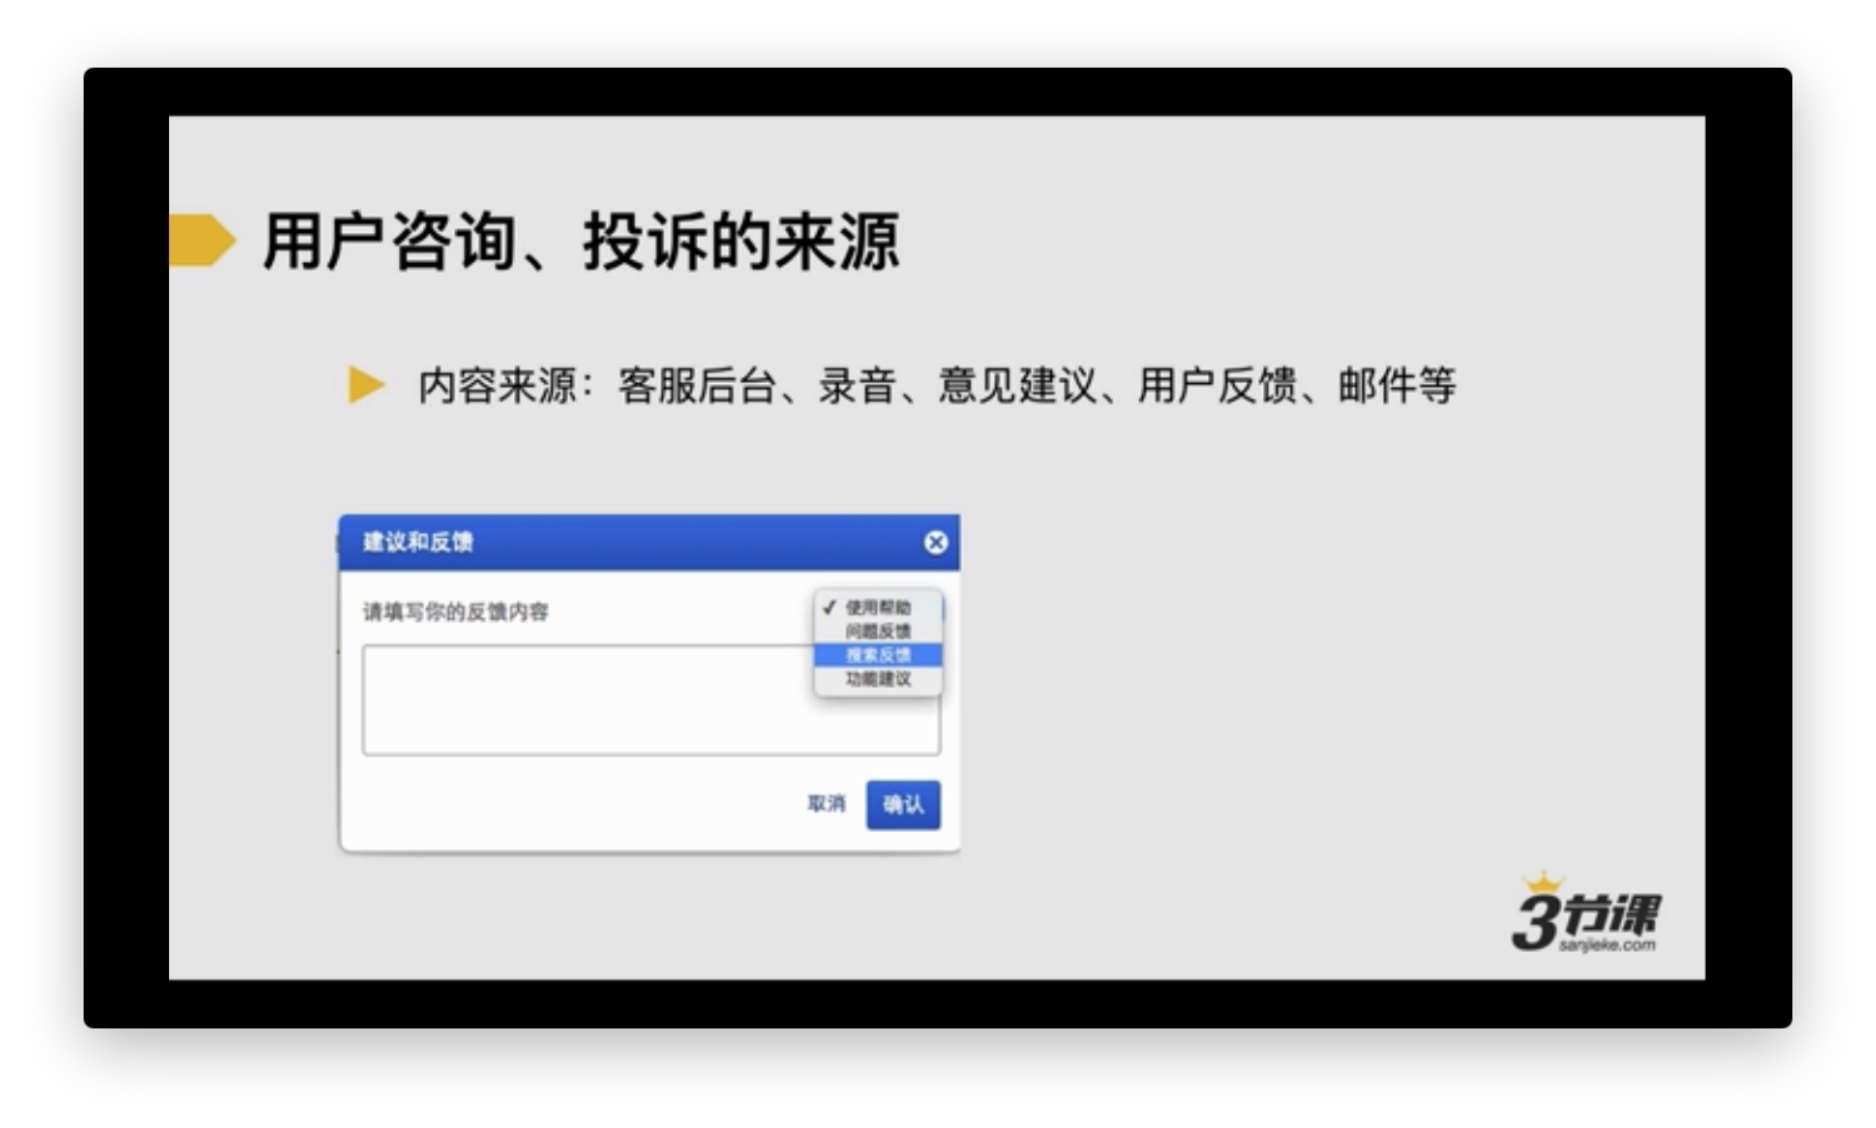 用户咨询、投诉的来源
内容来源：客服后台、录音、意见建议、用户反馈、邮件等
建议和反馈
请填写你的反馈内容
✓ 使用帮助
问题反馈
搜索反馈
功能建议
取消
确认
3节课
sanjieke.com